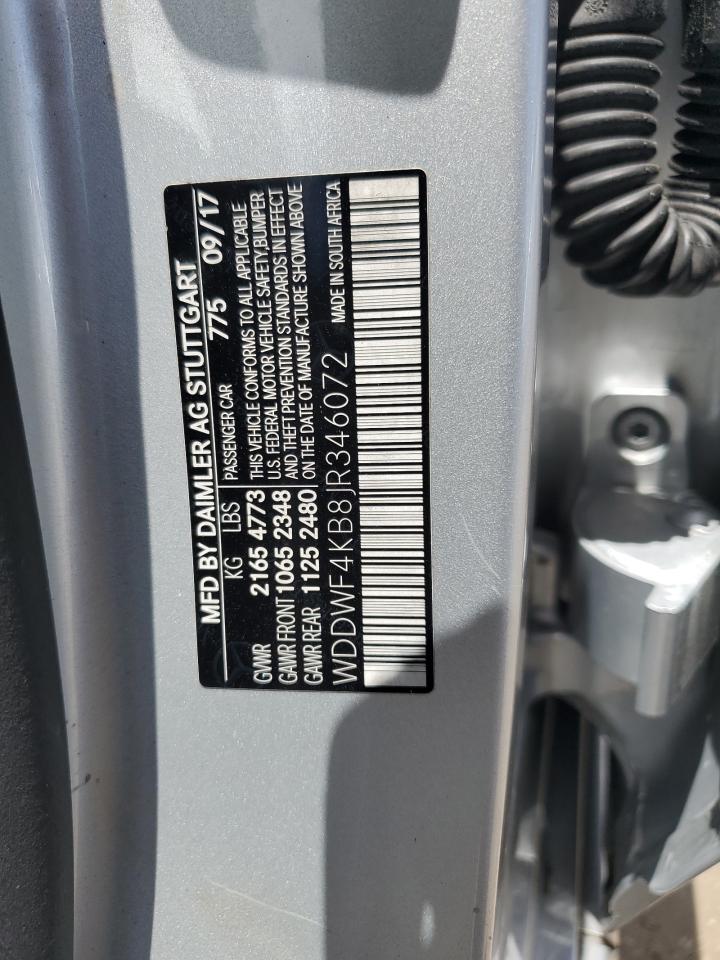 MFD BY DAIMLER AG STUTTGART
KG LBS PASSENGER CAR 775 09/17
GVWR 2165 4773 THIS VEHICLE CONFORMS TO ALL APPLICABLE
GAWR FRONT 1065 2348 U.S. FEDERAL MOTOR VEHICLE SAFETY,BUMPER,
GAWR REAR 1125 2480 AND THEFT PREVENTION STANDARDS IN EFFECT
ON THE DATE OF MANUFACTURE SHOWN ABOVE
WDDWF4KB8JR346072 MADE IN SOUTH AFRICA